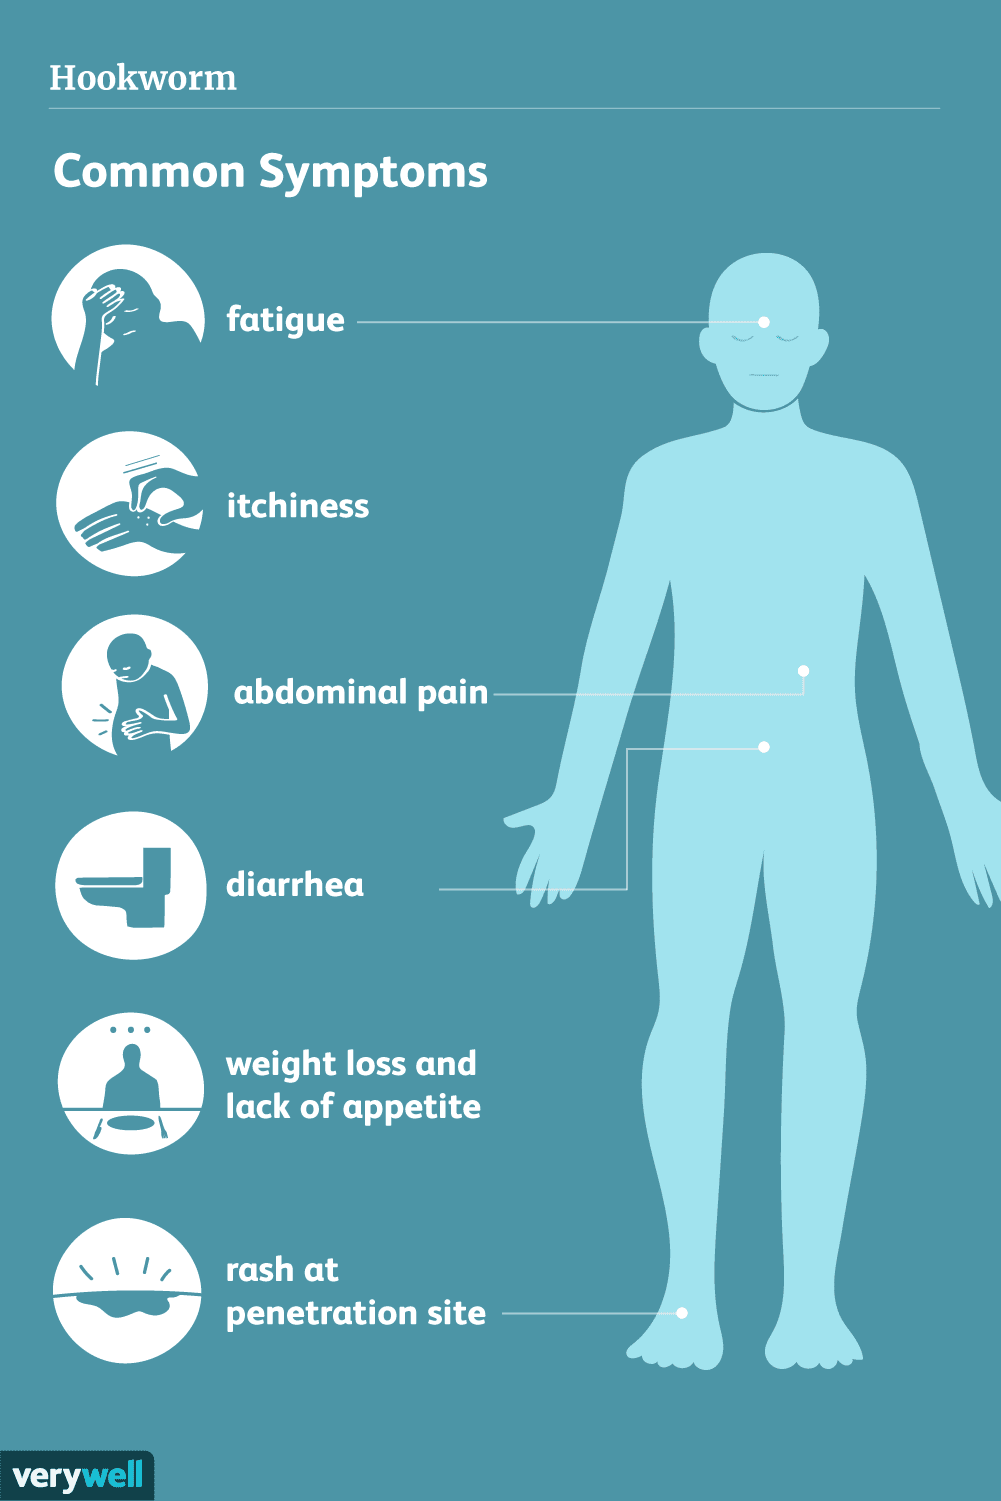 Hookworm
Common Symptoms
fatigue
itchiness
abdominal pain
diarrhea
weight loss and
lack of appetite
rash at
penetration site
verywell